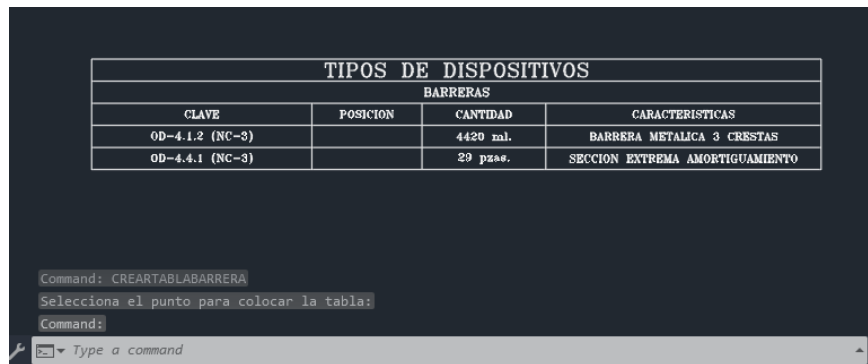 TIPOS DE DISPOSITIVOS
BARRERAS
CLAVE POSICION CANTIDAD CARACTERISTICAS
OD-4.1.2 (NC-3) 4420 ml. BARRERA METALICA 3 CRESTAS
OD-4.4.1 (NC-3) 29 pzas. SECCION EXTREMA AMORTIGUAMIENTO
Command: CREARTABLABARRERA
Selecciona el punto para colocar la tabla:
Command:
Type a command